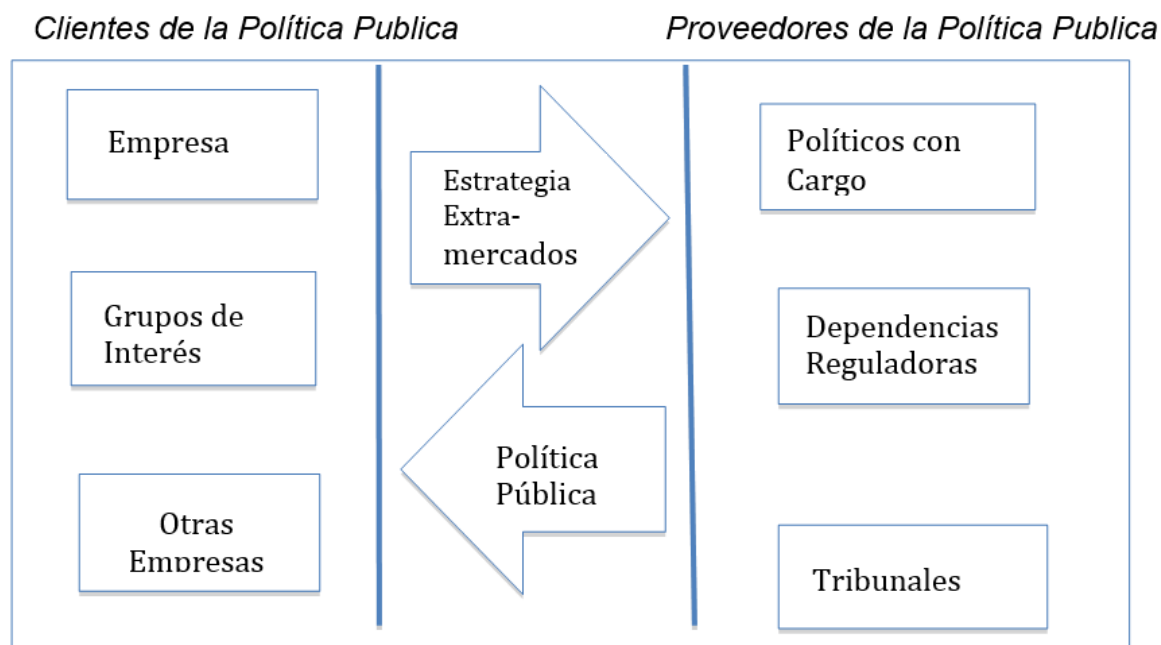 Clientes de la Política Publica
Proveedores de la Política Publica
Empresa
Grupos de
Interés
Otras
Empresas
Estrategia
Extra-
mercados
Política
Pública
Políticos con
Cargo
Dependencias
Reguladoras
Tribunales